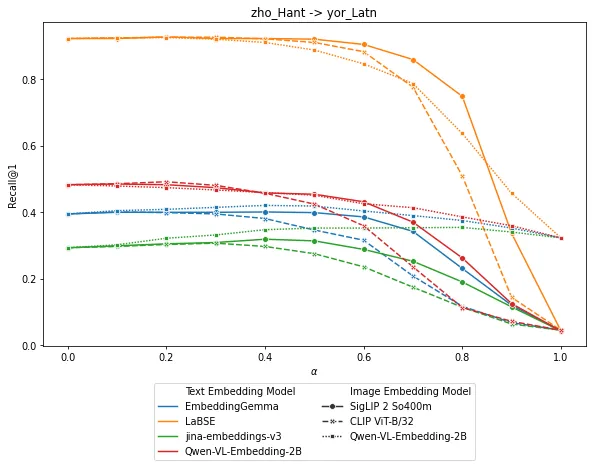 zho_Hant -> yor_Latn
Recall@1
0.8
0.6
0.4
0.2
0.0
0.0 0.2 0.4 0.6 0.8 1.0
α
Text Embedding Model Image Embedding Model
EmbeddingGemma SigLIP 2 So400m
LaBSE CLIP ViT-B/32
jina-embeddings-v3 Qwen-VL-Embedding-2B
Qwen-VL-Embedding-2B